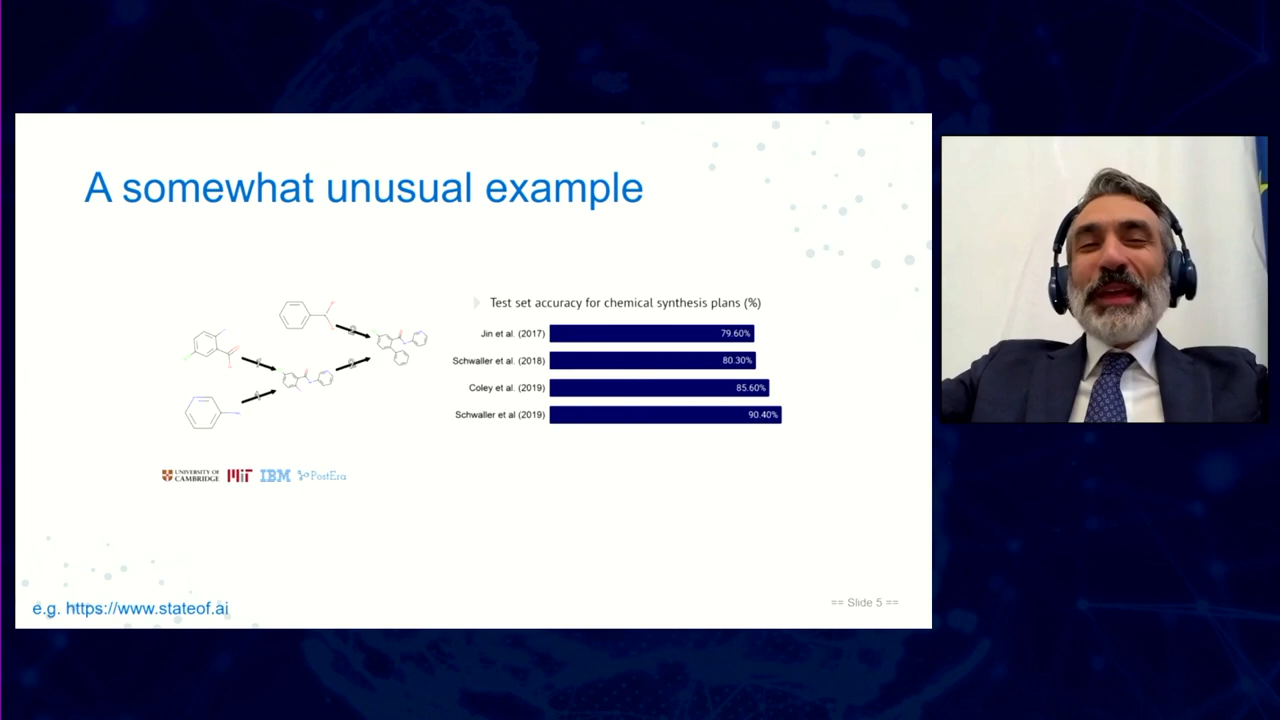 A somewhat unusual example
Test set accuracy for chemical synthesis plans (%)
Jin et al. (2017) 79.60%
Schwaller et al. (2018) 80.30%
Coley et al. (2019) 85.60%
Schwaller et al (2019) 90.40%
UNIVERSITY OF
CAMBRIDGE
MIT
IBM
PostEra
e.g. https://www.stateof.ai
== Slide 5 ==